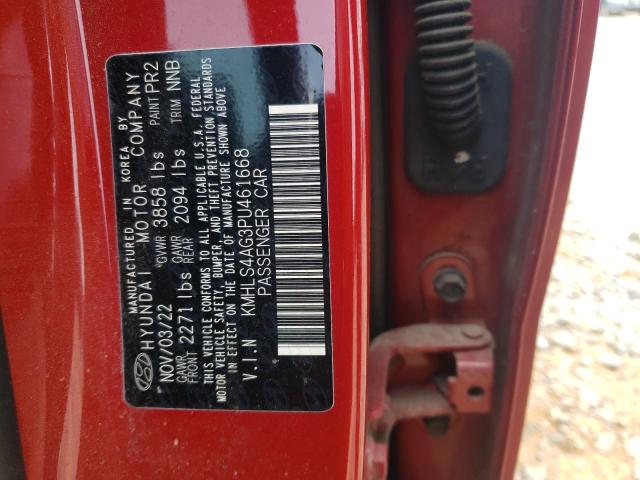 MANUFACTURED IN KOREA BY
HYUNDAI MOTOR COMPANY
NOV/03/22 GVWR 3858 lbs PAINT PR2
GAWR FRONT 2271 lbs GAWR REAR 2094 lbs TRIM NNB
THIS VEHICLE CONFORMS TO ALL APPLICABLE U.S.A. FEDERAL
MOTOR VEHICLE SAFETY, BUMPER, AND THEFT PREVENTION STANDARDS
IN EFFECT ON THE DATE OF MANUFACTURE SHOWN ABOVE
V.I.N KMHLS4AG3PU461668
PASSENGER CAR